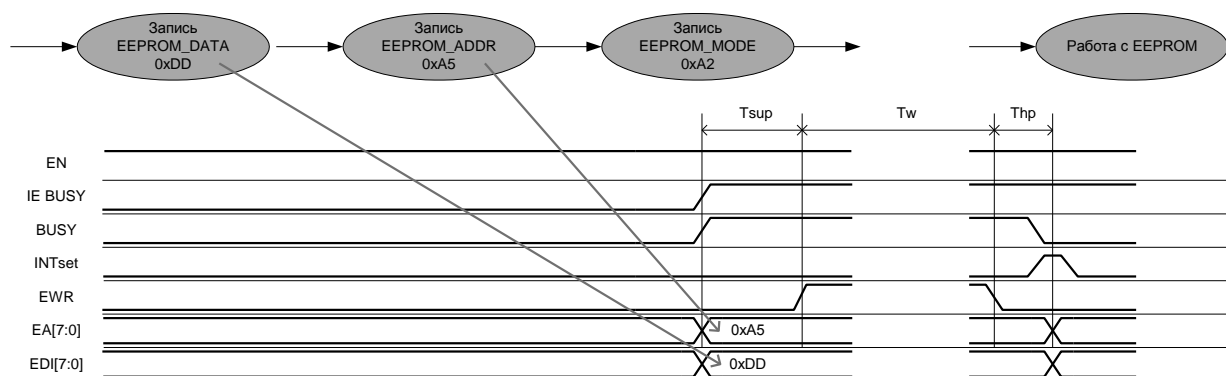 Запись
EEPROM_DATA
0xDD
Запись
EEPROM_ADDR
0xA5
Запись
EEPROM_MODE
0xA2
Работа с EEPROM
Tsup
Tw
Thp
EN
IE BUSY
BUSY
INTset
EWR
EA[7:0]
0xA5
EDI[7:0]
0xDD